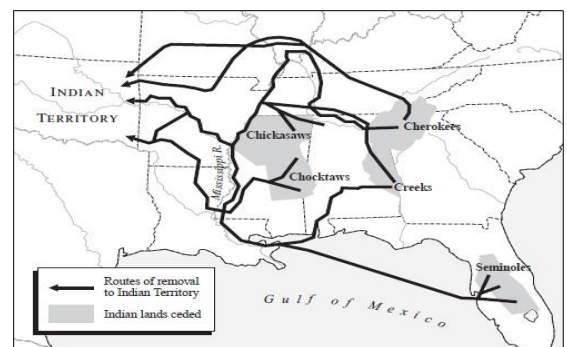 INDIAN
TERRITORY
Mississippi R.
Chickasaws
Chocktaws
Cherokees
Creeks
Seminoles
Gulf of Mexico
Routes of removal
to Indian Territory
Indian lands ceded